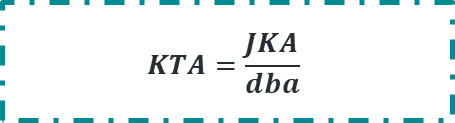 KTA = JKA / dba